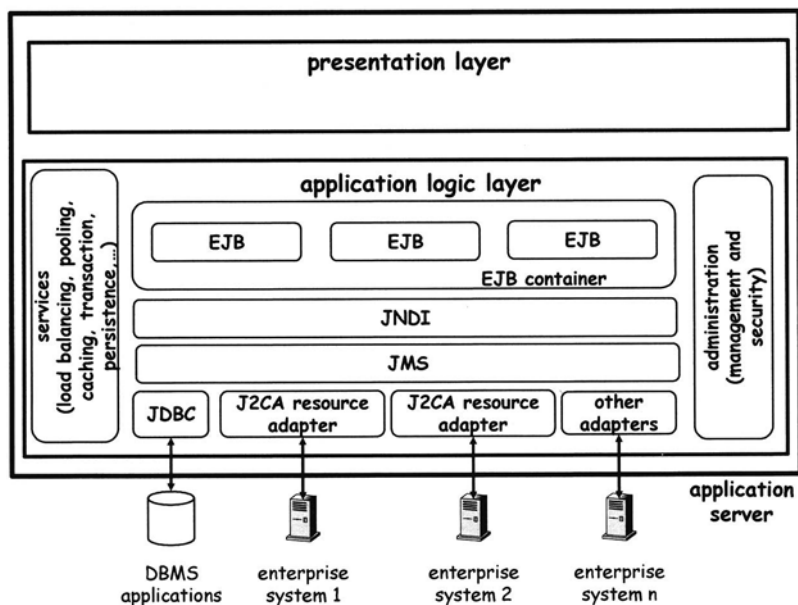 presentation layer
application logic layer
services
(load balancing, pooling,
caching, transaction,
persistence,...)
EJB
EJB
EJB
EJB container
JNDI
JMS
JDBC
J2CA resource
adapter
J2CA resource
adapter
other
adapters
administration
(management and
security)
application
server
DBMS
applications
enterprise
system 1
enterprise
system 2
enterprise
system n